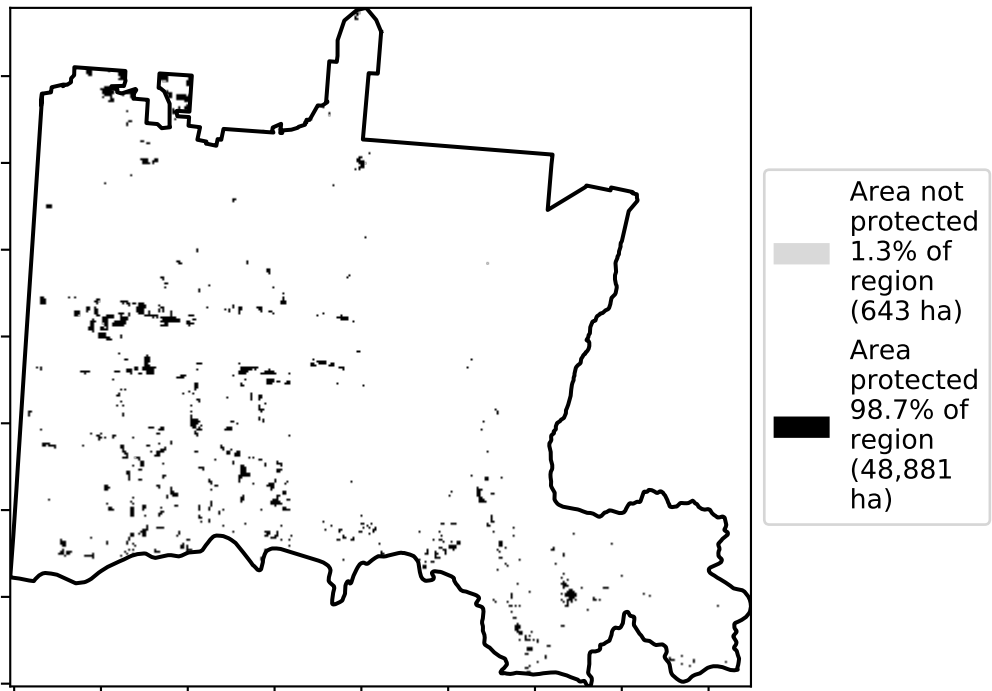 Area not
protected
1.3% of
region
(643 ha)
Area
protected
98.7% of
region
(48,881
ha)